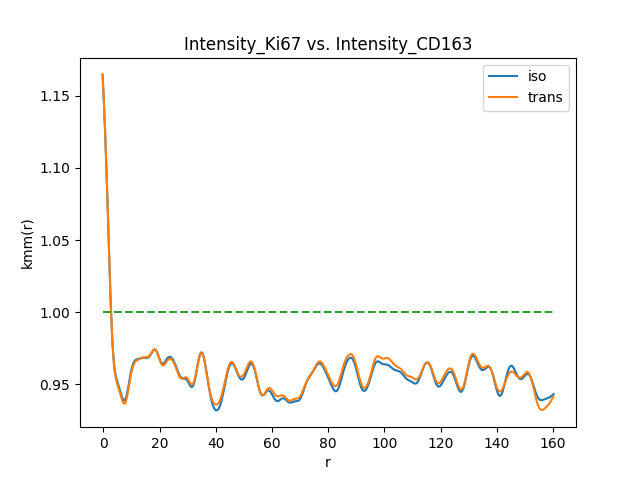 Intensity_Ki67 vs. Intensity_CD163
iso
trans
1.15
1.10
1.05
1.00
0.95
kmm(r)
0 20 40 60 80 100 120 140 160
r